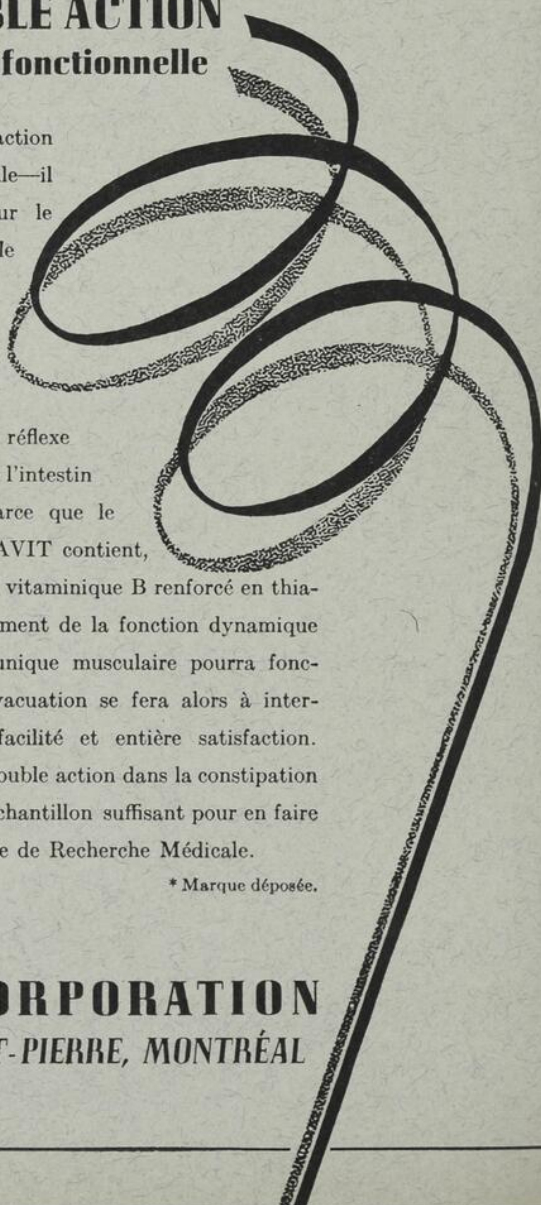 BLE ACTION
fonctionnelle
action
le—il
ur le
le
réflexe
l'intestin
arce que le
AVIT contient,
vitaminique B renforcé en thia-
ment de la fonction dynamique
unique musculaire pourra fonc-
vacuation se fera alors à inter-
facilité et entière satisfaction.
ouble action dans la constipation
chantillon suffisant pour en faire
e de Recherche Médicale.
* Marque déposée.
ORPORATION
T-PIERRE, MONTRÉAL